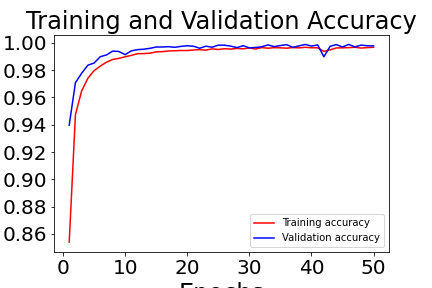 Training and Validation Accuracy
1.00
0.98
0.96
0.94
0.92
0.90
0.88
0.86
Training accuracy
Validation accuracy
0 10 20 30 40 50
Epochs